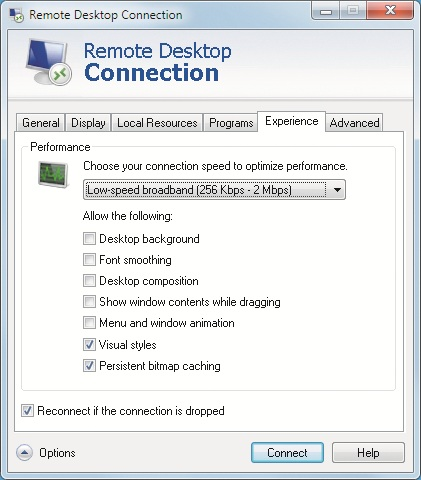 Remote Desktop Connection
Remote Desktop
Connection
General Display Local Resources Programs Experience Advanced
Performance
Choose your connection speed to optimize performance.
Low-speed broadband (256 Kbps - 2 Mbps)
Allow the following:
Desktop background
Font smoothing
Desktop composition
Show window contents while dragging
Menu and window animation
Visual styles
Persistent bitmap caching
Reconnect if the connection is dropped
Options Connect Help